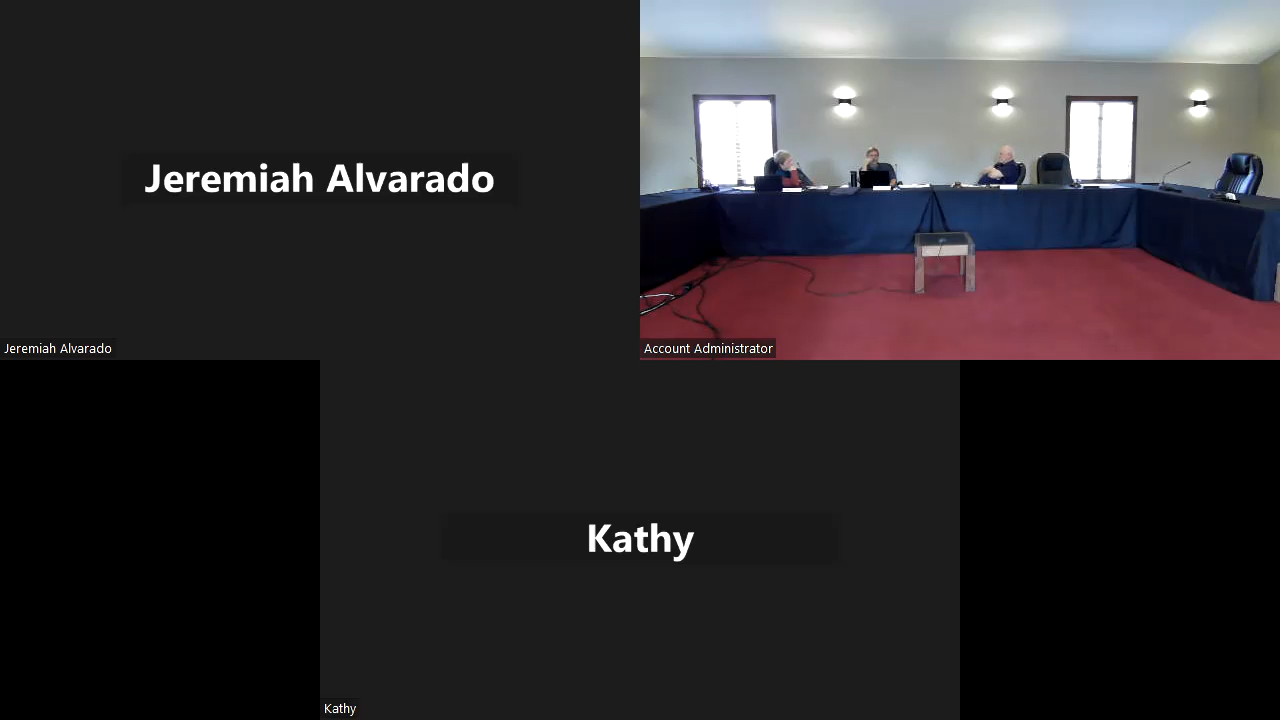 Jeremiah Alvarado
Jeremiah Alvarado
Account Administrator
Kathy
Kathy